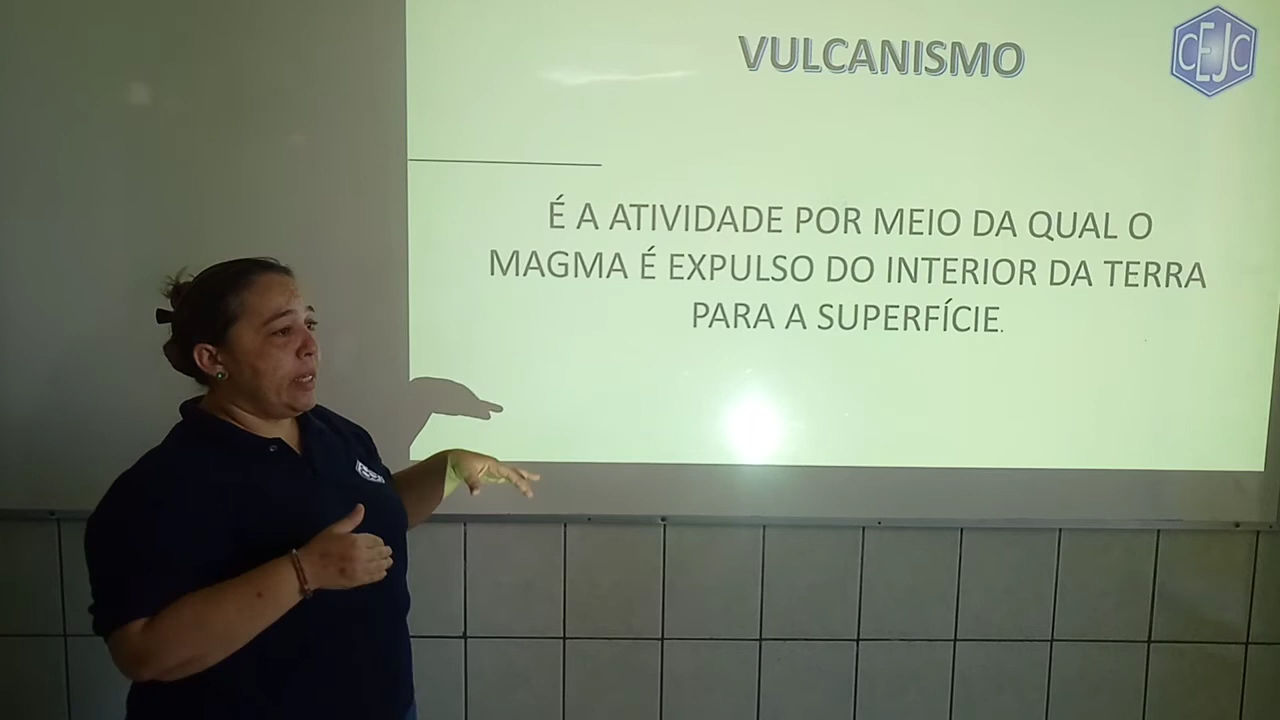 VULCANISMO
CEJC
É A ATIVIDADE POR MEIO DA QUAL O
MAGMA É EXPULSO DO INTERIOR DA TERRA
PARA A SUPERFÍCIE.